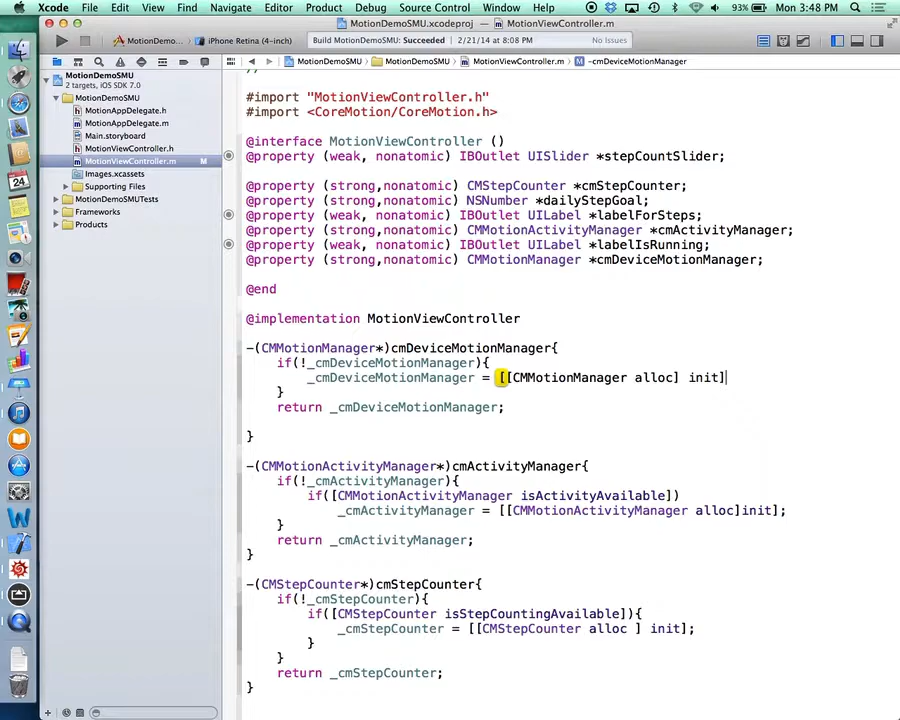 Xcode File Edit View Find Navigate Editor Product Debug Source Control Window Help 93% Mon 3:48 PM
MotionDemoSMU.xcodeproj — MotionViewController.m
MotionDemo... iPhone Retina (4-inch) Build MotionDemoSMU: Succeeded 2/21/14 at 8:08 PM No Issues
MotionDemoSMU MotionDemoSMU MotionViewController.m -cmDeviceMotionManager
MotionDemoSMU
2 targets, iOS SDK 7.0
MotionDemoSMU
MotionAppDelegate.h
MotionAppDelegate.m
Main.storyboard
MotionViewController.h
MotionViewController.m M
Images.xcassets
Supporting Files
MotionDemoSMUTests
Frameworks
Products
//
#import "MotionViewController.h"
#import <CoreMotion/CoreMotion.h>
@interface MotionViewController ()
@property (weak, nonatomic) IBOutlet UISlider *stepCountSlider;
@property (strong,nonatomic) CMStepCounter *cmStepCounter;
@property (strong,nonatomic) NSNumber *dailyStepGoal;
@property (weak, nonatomic) IBOutlet UILabel *labelForSteps;
@property (strong,nonatomic) CMMotionActivityManager *cmActivityManager;
@property (weak, nonatomic) IBOutlet UILabel *labelIsRunning;
@property (strong,nonatomic) CMMotionManager *cmDeviceMotionManager;
@end
@implementation MotionViewController
-(CMMotionManager*)cmDeviceMotionManager{
if(!_cmDeviceMotionManager){
_cmDeviceMotionManager = [[CMMotionManager alloc] init]
}
return _cmDeviceMotionManager;
}
-(CMMotionActivityManager*)cmActivityManager{
if(!_cmActivityManager){
if([CMMotionActivityManager isActivityAvailable])
_cmActivityManager = [[CMMotionActivityManager alloc]init];
}
return _cmActivityManager;
}
-(CMStepCounter*)cmStepCounter{
if(!_cmStepCounter){
if([CMStepCounter isStepCountingAvailable]){
_cmStepCounter = [[CMStepCounter alloc ] init];
}
}
return _cmStepCounter;
}